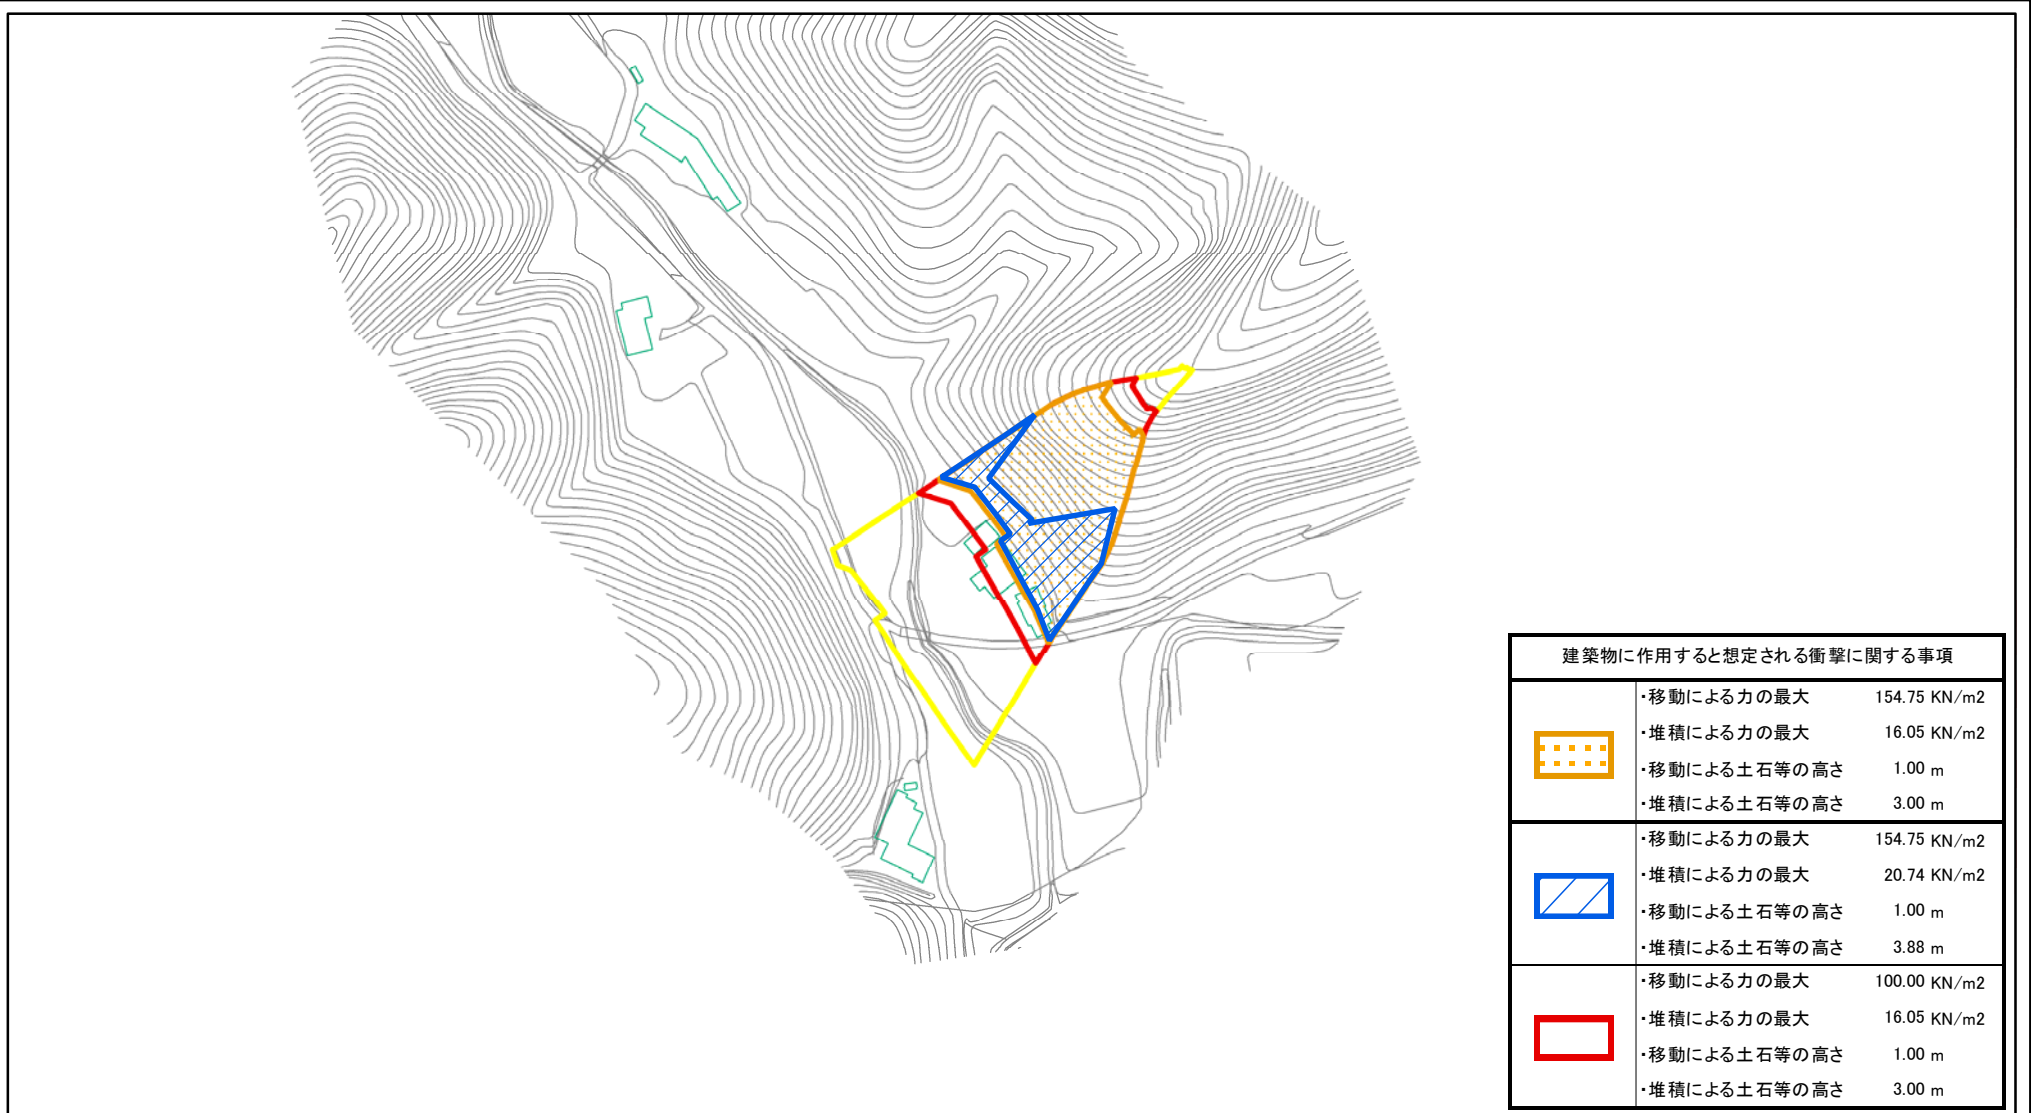 建築物に作用すると想定される衝撃に関する事項
・移動による力の最大 154.75 KN/m2
・堆積による力の最大 16.05 KN/m2
・移動による土石等の高さ 1.00 m
・堆積による土石等の高さ 3.00 m
・移動による力の最大 154.75 KN/m2
・堆積による力の最大 20.74 KN/m2
・移動による土石等の高さ 1.00 m
・堆積による土石等の高さ 3.88 m
・移動による力の最大 100.00 KN/m2
・堆積による力の最大 16.05 KN/m2
・移動による土石等の高さ 1.00 m
・堆積による土石等の高さ 3.00 m